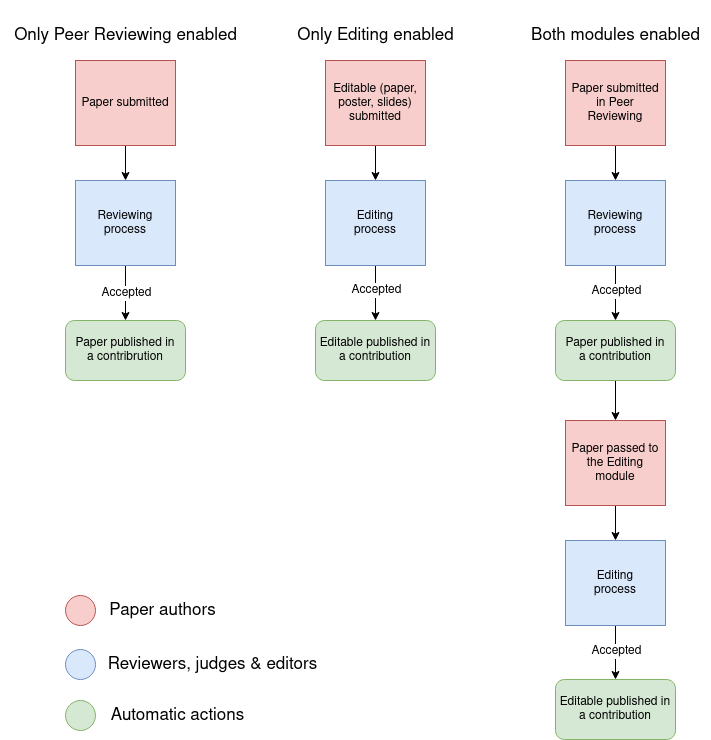 Only Peer Reviewing enabled
Paper submitted
Reviewing
process
Accepted
Paper published in
a contribrution
Only Editing enabled
Editable (paper,
poster, slides)
submitted
Editing
process
Accepted
Editable published in
a contribution
Both modules enabled
Paper submitted
in Peer
Reviewing
Reviewing
process
Accepted
Paper published in
a contribution
Paper passed to
the Editing
module
Editing
process
Accepted
Editable published in
a contribution
Paper authors
Reviewers, judges & editors
Automatic actions